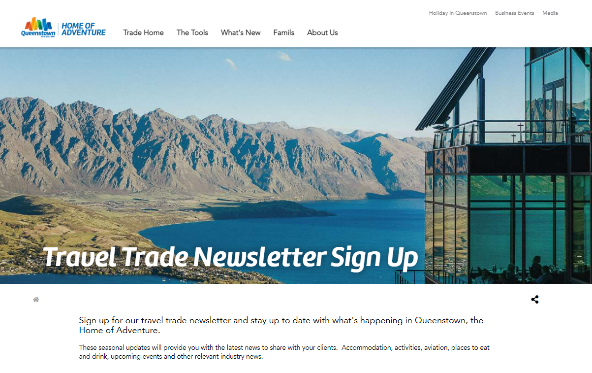 Holiday in Queenstown Business Events Media
Queenstown HOME OF
ADVENTURE
Trade Home The Tools What's New Famils About Us
Travel Trade Newsletter Sign Up
Sign up for our travel trade newsletter and stay up to date with what's happening in Queenstown, the
Home of Adventure.
These seasonal updates will provide you with the latest news to share with your clients. Accommodation, activities, aviation, places to eat
and drink, upcoming events and other relevant industry news.